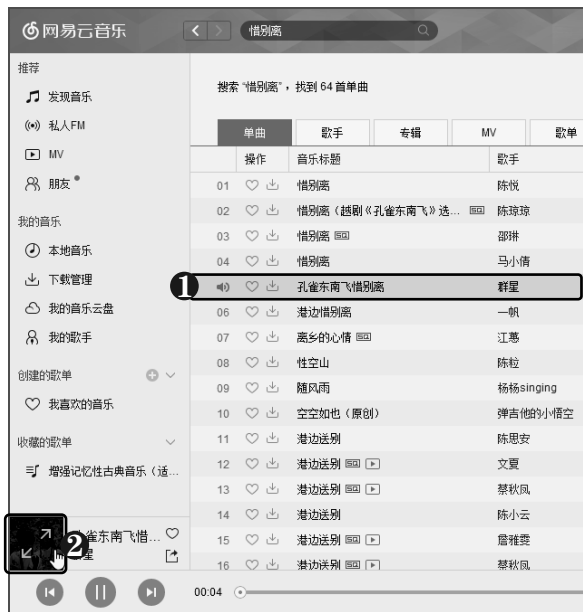 网易云音乐
惜别离
推荐
发现音乐
私人FM
MV
朋友
我的音乐
本地音乐
下载管理
我的音乐云盘
我的歌手
创建的歌单
我喜欢的音乐
收藏的歌单
增强记忆性古典音乐（适...
搜索“惜别离”，找到 64 首单曲
单曲 歌手 专辑 MV 歌单
操作 音乐标题 歌手
01 惜别离 陈悦
02 惜别离（越剧《孔雀东南飞》选... SQ 陈琼琼
03 惜别离 SQ 邵琳
04 惜别离 马小倩
1 孔雀东南飞惜别离 群星
06 港边惜别离 一帆
07 离乡的心情 SQ 江蕙
08 性空山 陈粒
09 随风雨 杨杨singing
10 空空如也（原创） 弹吉他的小悟空
11 港边送别 陈思安
12 港边送别 SQ 文夏
13 港边送别 SQ 蔡秋凤
14 港边送别 陈小云
15 港边送别 SQ 詹雅雯
16 港边送别 SQ 蔡秋凤
2 雀东南飞惜...
星
00:04